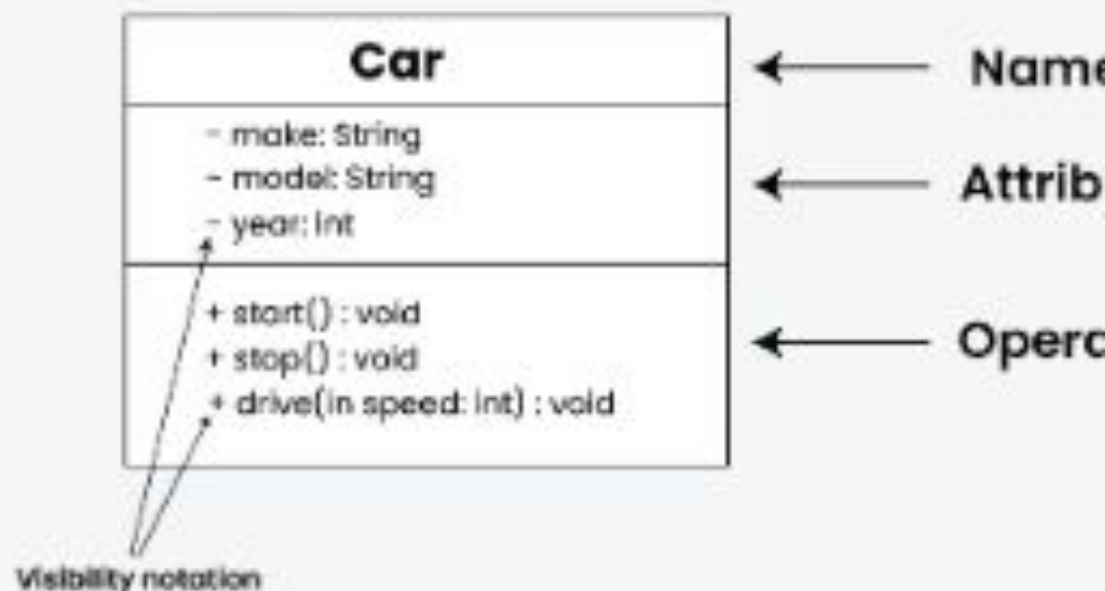 Car
Name
- make: String
- model: String
- year: int
Attrib
+ start() : void
+ stop() : void
+ drive(in speed: int) : void
Opera
Visibility notation